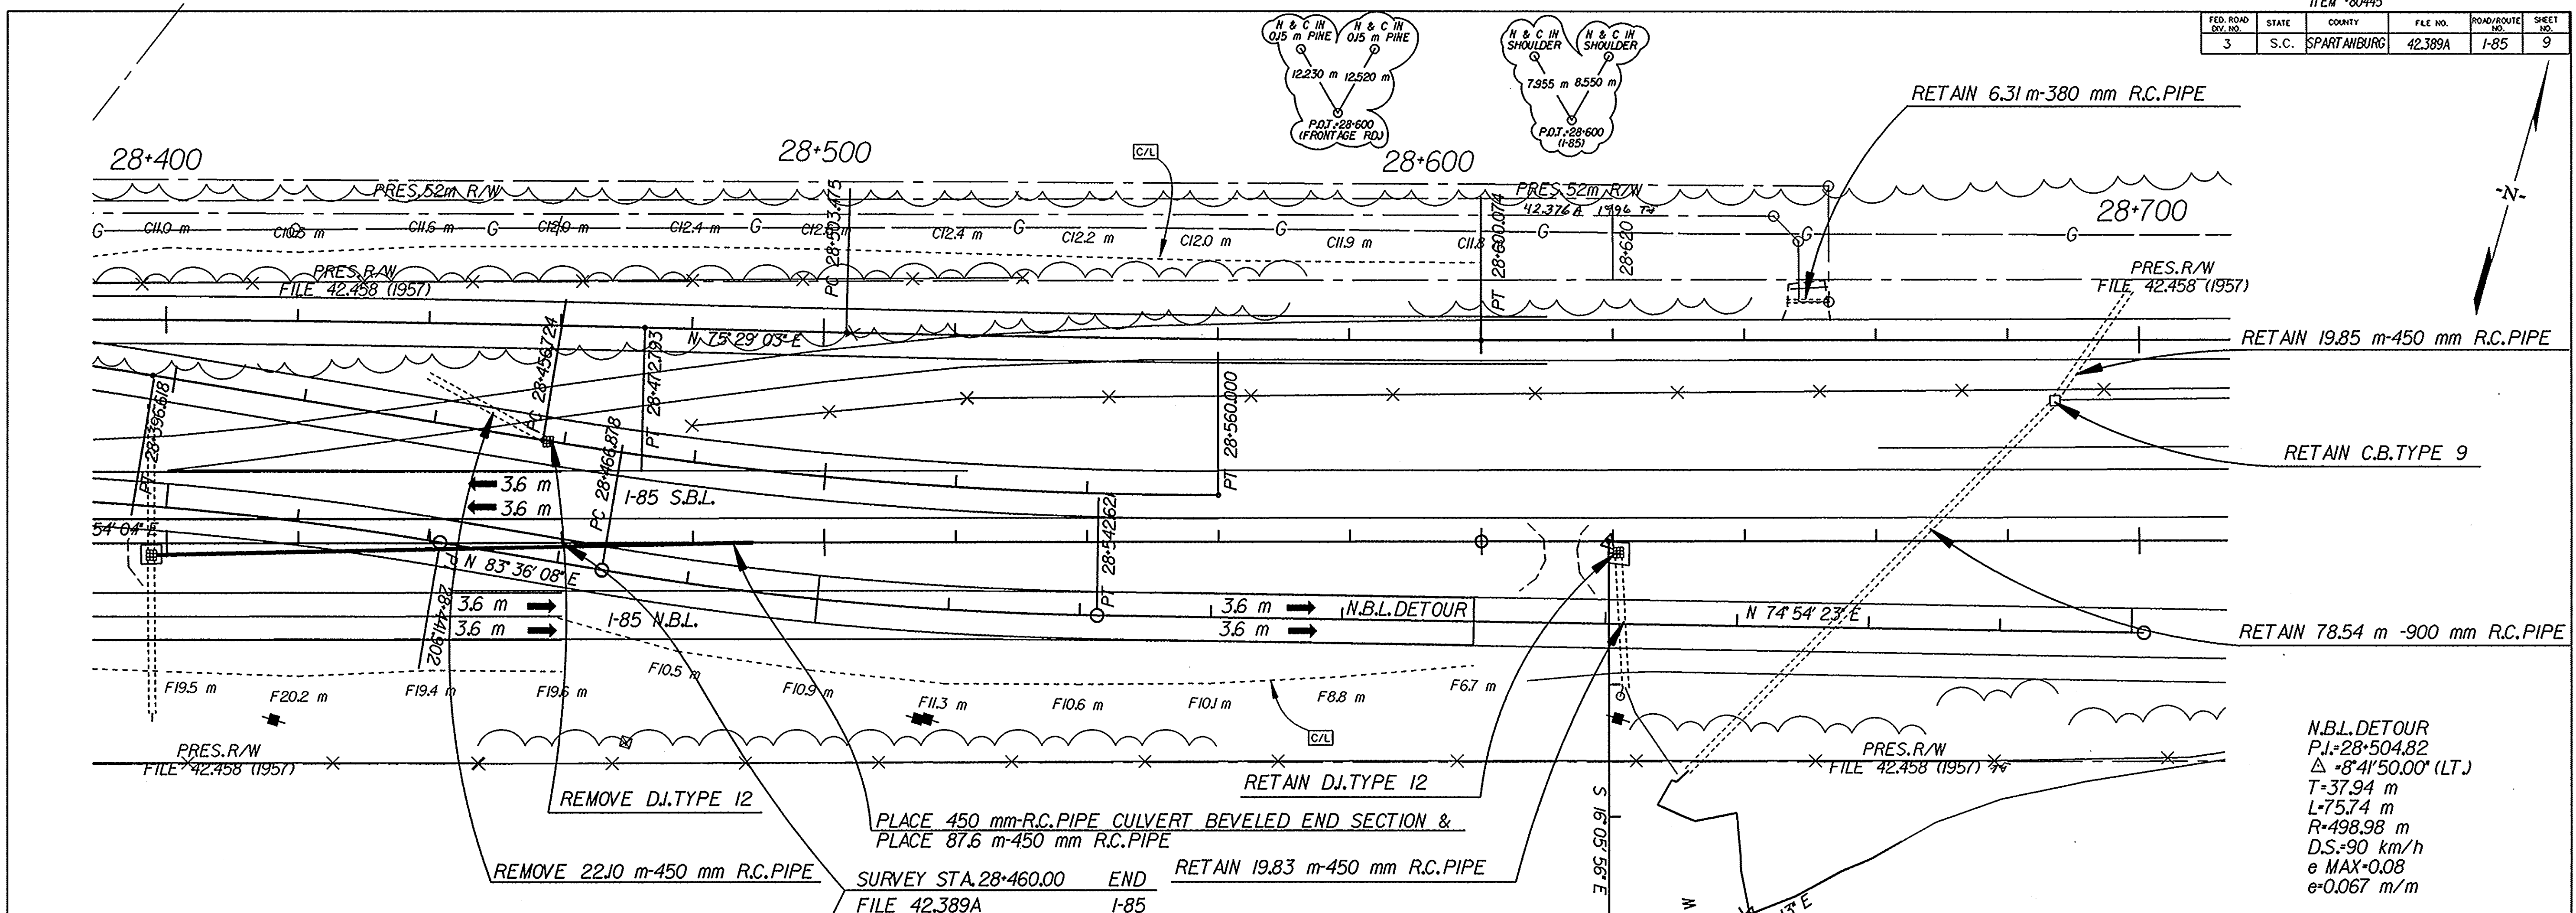 ITEM •80445
FED. ROAD DIV. NO.
STATE
COUNTY
FILE NO.
ROAD/ROUTE NO.
SHEET NO.
3
S.C.
SPARTANBURG
42.389A
I-85
9
N & C IN
0.15 m PINE
N & C IN
0.15 m PINE
12.230 m
12.520 m
P.O.T.•28+600
(FRONTAGE RD.)
N & C IN
SHOULDER
N & C IN
SHOULDER
7.955 m
8.550 m
P.O.T.•28+600
(I-85)
RETAIN 6.31 m-380 mm R.C.PIPE
-N-
28+400
28+500
28+600
28+700
C/L
PRES.52m R/W
PRES.52m R/W
42.376A 1996
G
C11.0 m
C11.6 m
G
C12.0 m
C12.4 m
G
C12.4 m
G
C12.2 m
C12.0 m
G
C11.9 m
C11.8
G
G
G
PRES.R/W
FILE 42.458 (1957)
PRES.R/W
FILE 42.458 (1957)
PC 28+503.475
PT 28+600.074
28+620
N 75°29'03" E
PT 28+396.618
PC 28+456.724
PT 28+472.793
PC 28+466.878
PT 28+560.000
PT 28+542.621
RETAIN 19.85 m-450 mm R.C.PIPE
RETAIN C.B.TYPE 9
3.6 m
3.6 m
I-85 S.B.L.
54'04" E
N 83°36'08" E
PT 28+441.902
3.6 m
3.6 m
I-85 N.B.L.
3.6 m
3.6 m
N.B.L.DETOUR
N 74°54'23" E
RETAIN 78.54 m -900 mm R.C.PIPE
F19.5 m
F20.2 m
F19.4 m
F19.6 m
F10.5 m
F10.9 m
F11.3 m
F10.6 m
F10.1 m
F8.8 m
F6.7 m
C/L
PRES.R/W
FILE 42.458 (1957)
PRES.R/W
FILE 42.458 (1957)
REMOVE D.I.TYPE 12
RETAIN D.I.TYPE 12
PLACE 450 mm-R.C.PIPE CULVERT BEVELED END SECTION &
PLACE 87.6 m-450 mm R.C.PIPE
REMOVE 22.10 m-450 mm R.C.PIPE
RETAIN 19.83 m-450 mm R.C.PIPE
SURVEY STA.28+460.00 END
FILE 42.389A I-85
S 16°05'56" E
W
3" E
N.B.L.DETOUR
P.I.=28+504.82
△ =8°41'50.00" (LT.)
T=37.94 m
L=75.74 m
R=498.98 m
D.S.=90 km/h
e MAX=0.08
e=0.067 m/m